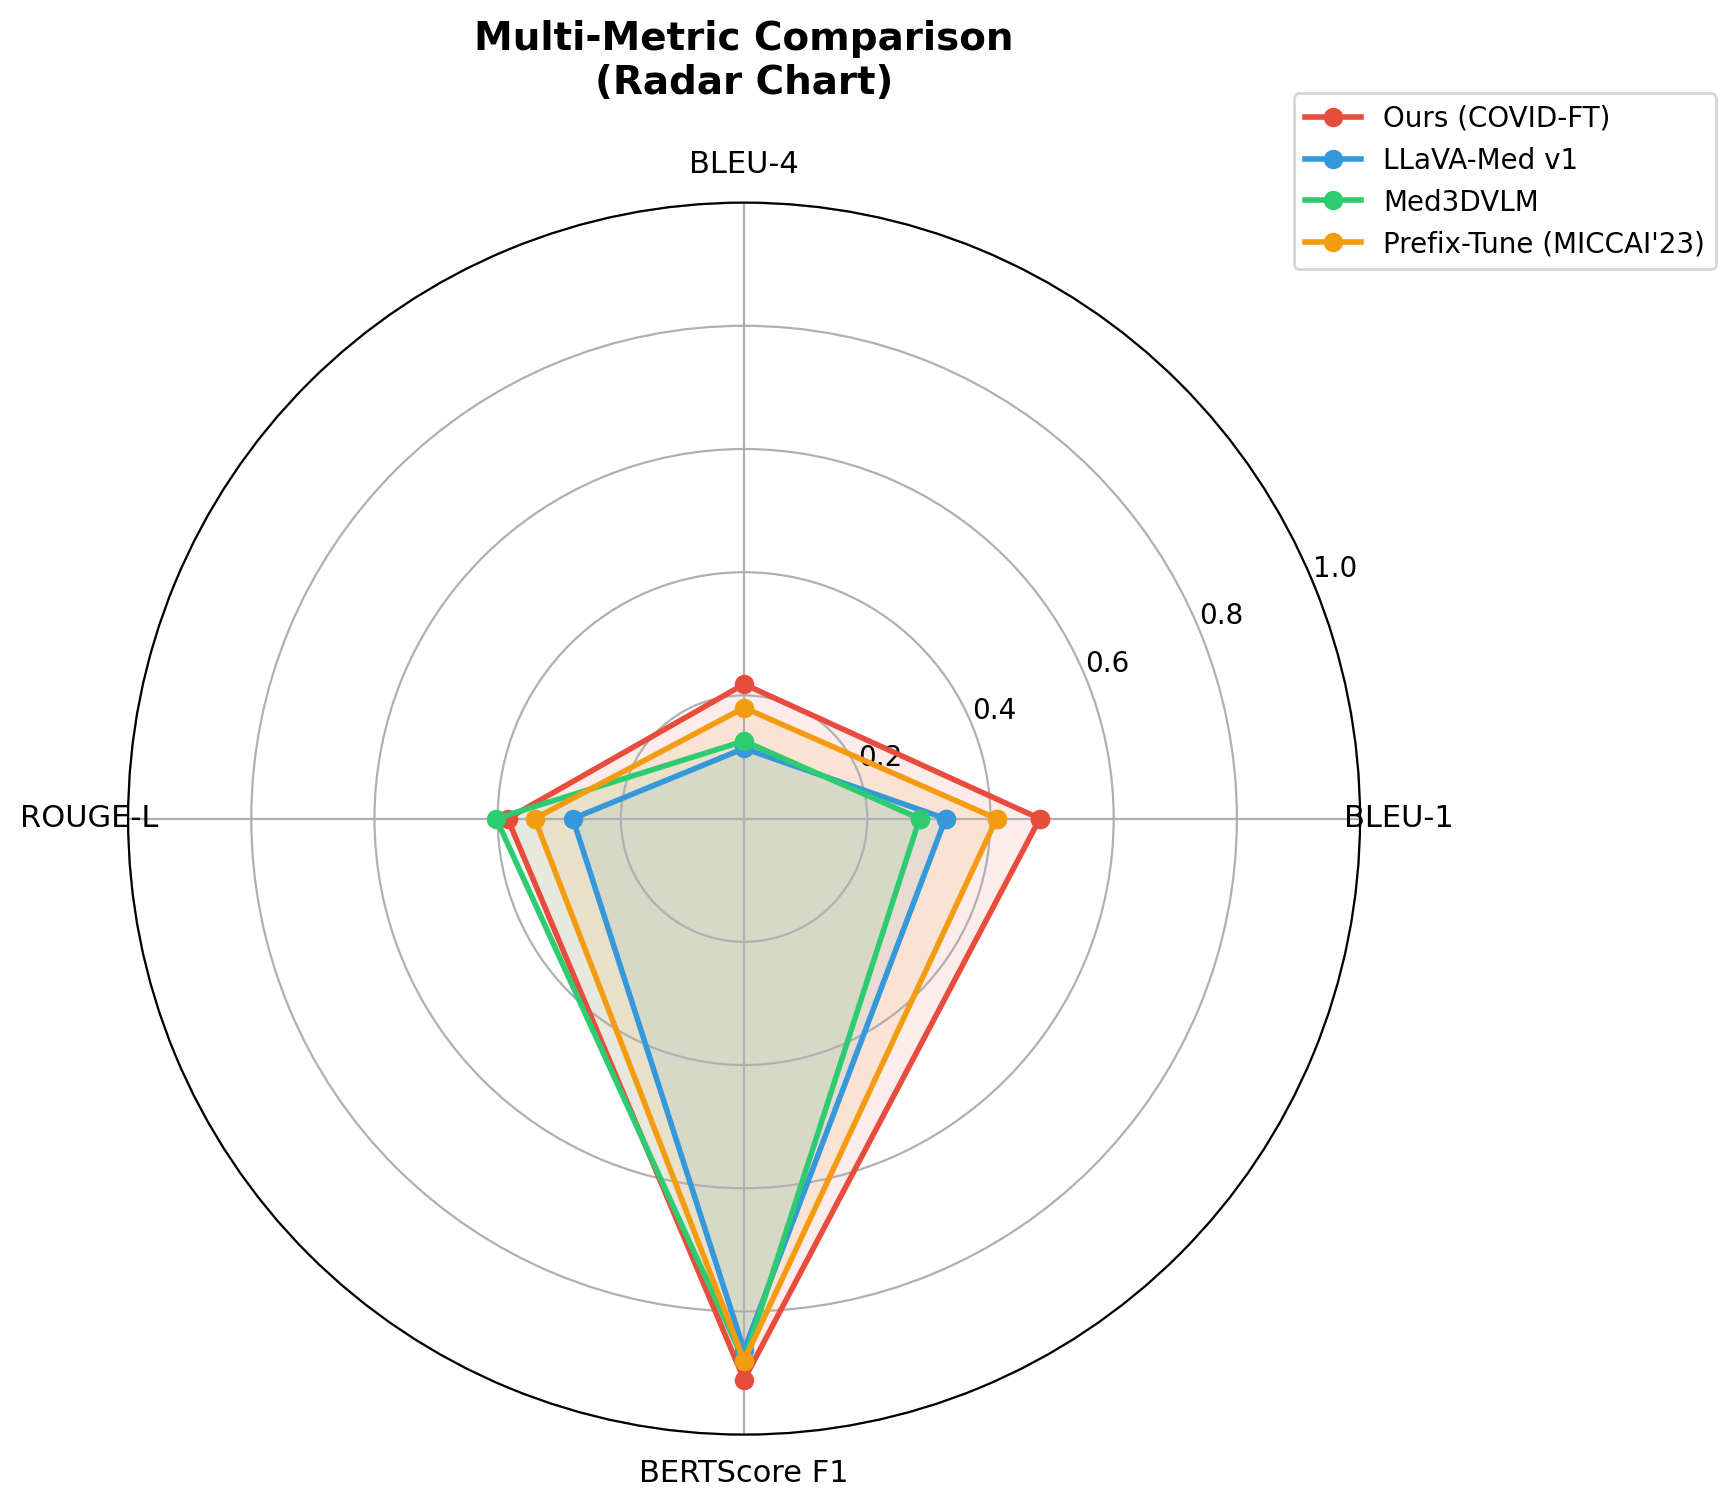 Multi-Metric Comparison
(Radar Chart)
Ours (COVID-FT)
LLaVA-Med v1
Med3DVLM
Prefix-Tune (MICCAI'23)
BLEU-4
1.0
0.8
0.6
0.4
0.2
ROUGE-L
BLEU-1
BERTScore F1